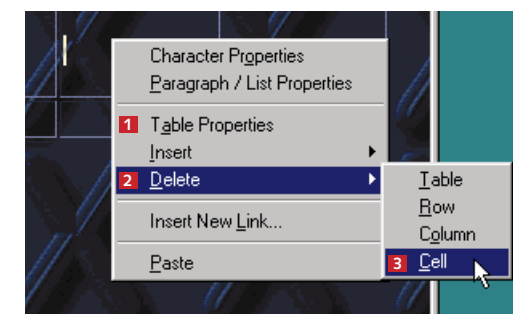 Character Properties
Paragraph / List Properties
1 Table Properties
Insert
2 Delete
Insert New Link...
Paste
Table
Row
Column
3 Cell